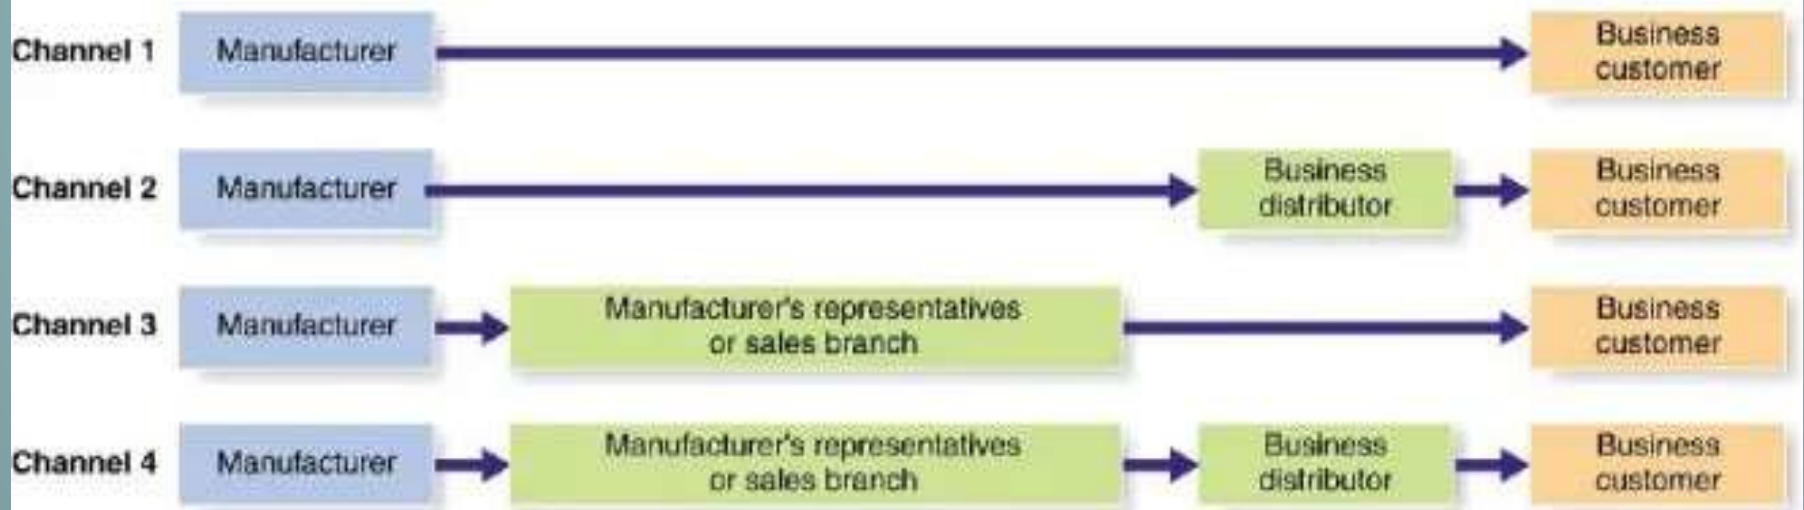 Channel 1
Manufacturer
Business
customer
Channel 2
Manufacturer
Business
distributor
Business
customer
Channel 3
Manufacturer
Manufacturer's representatives
or sales branch
Business
customer
Channel 4
Manufacturer
Manufacturer's representatives
or sales branch
Business
distributor
Business
customer